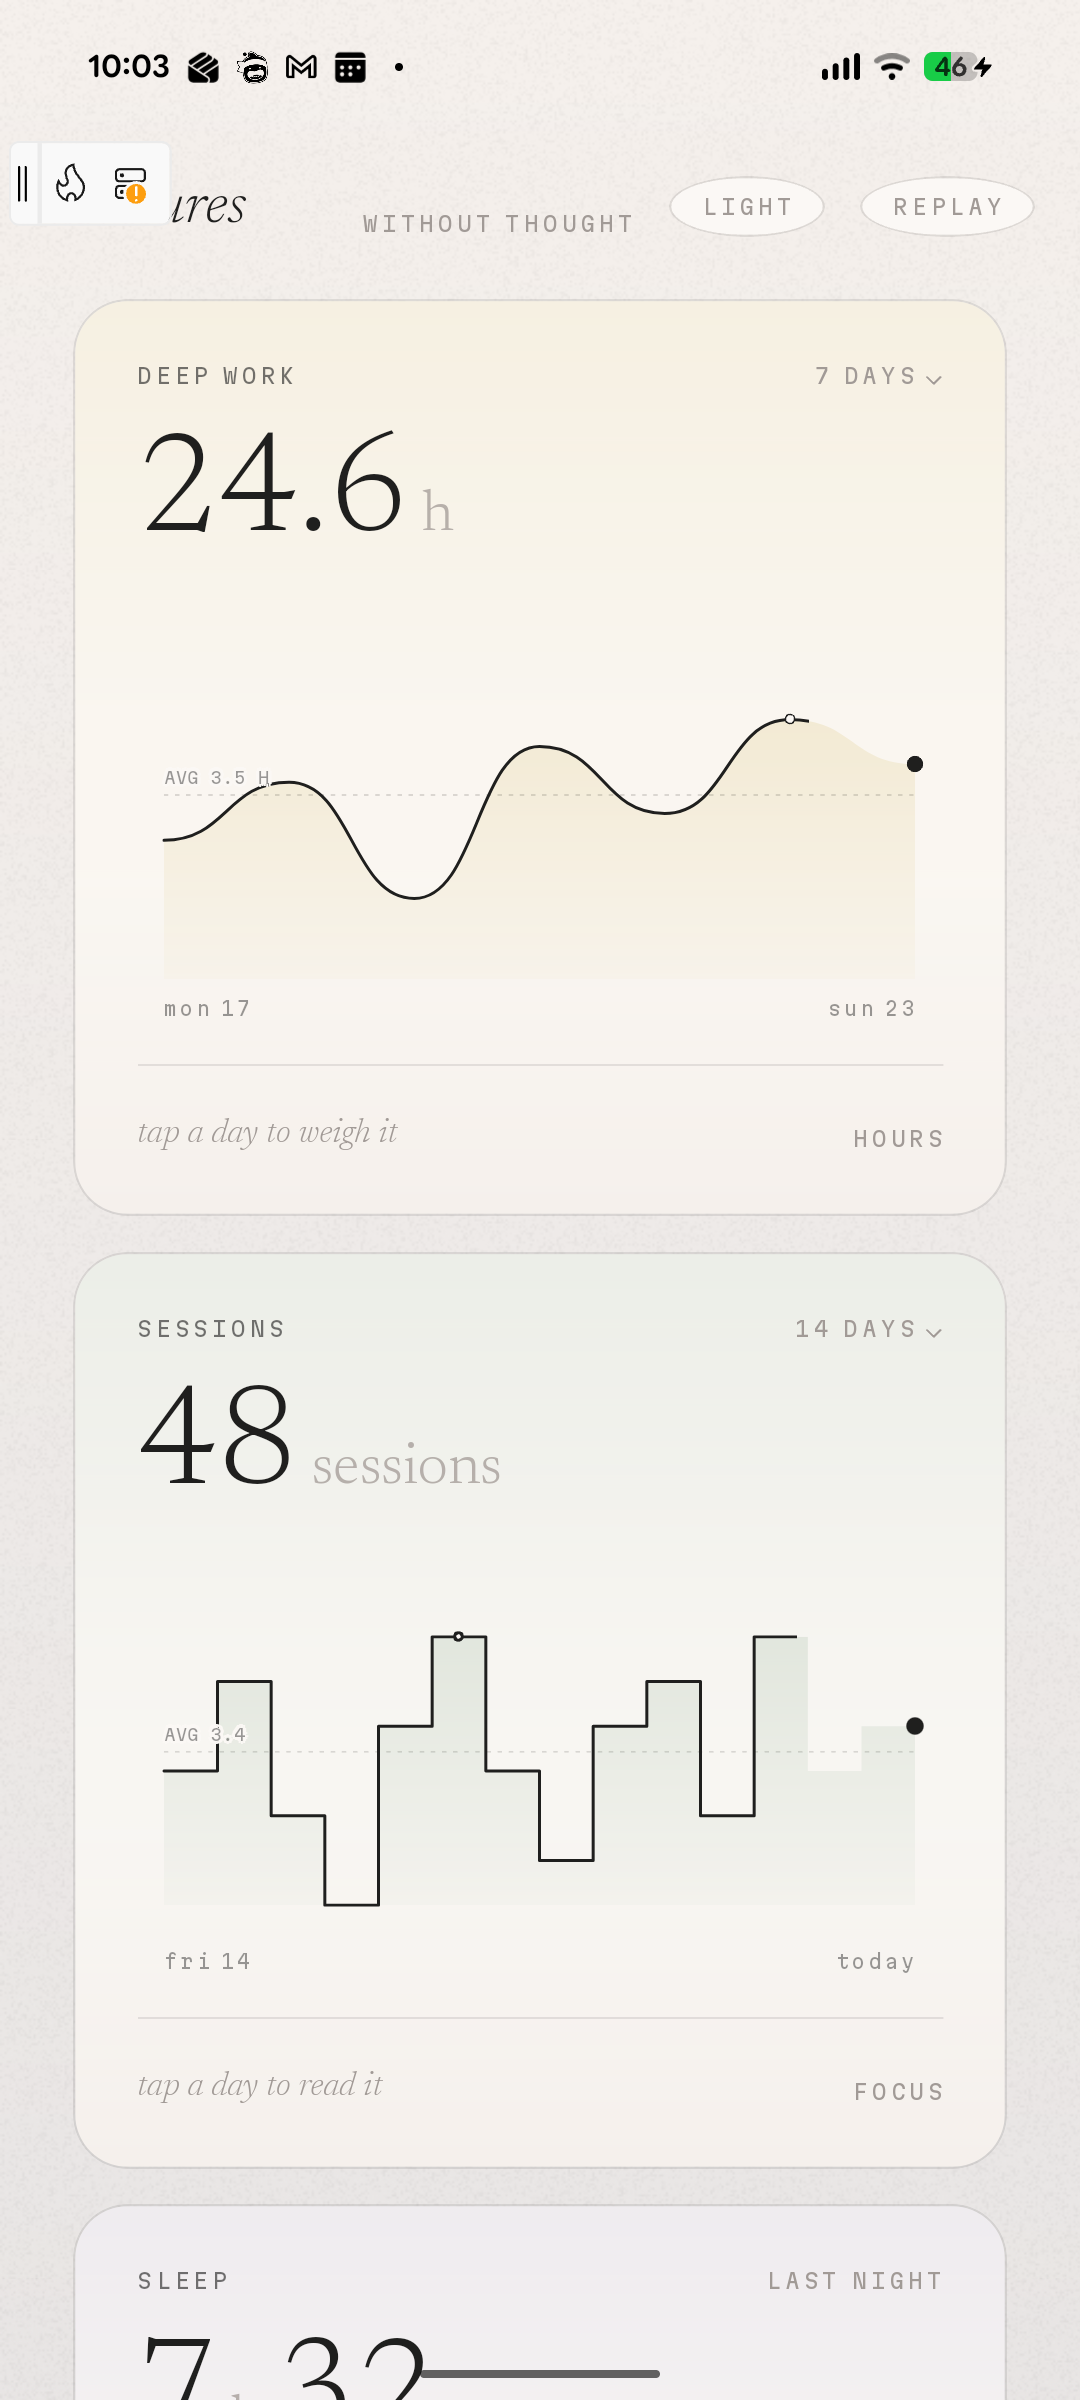 10:03
46
ures
WITHOUT THOUGHT
LIGHT
REPLAY
DEEP WORK
7 DAYS
24.6 h
AVG 3.5 H
mon 17
sun 23
tap a day to weigh it
HOURS
SESSIONS
14 DAYS
48 sessions
AVG 3.4
fri 14
today
tap a day to read it
FOCUS
SLEEP
LAST NIGHT
7 h 32